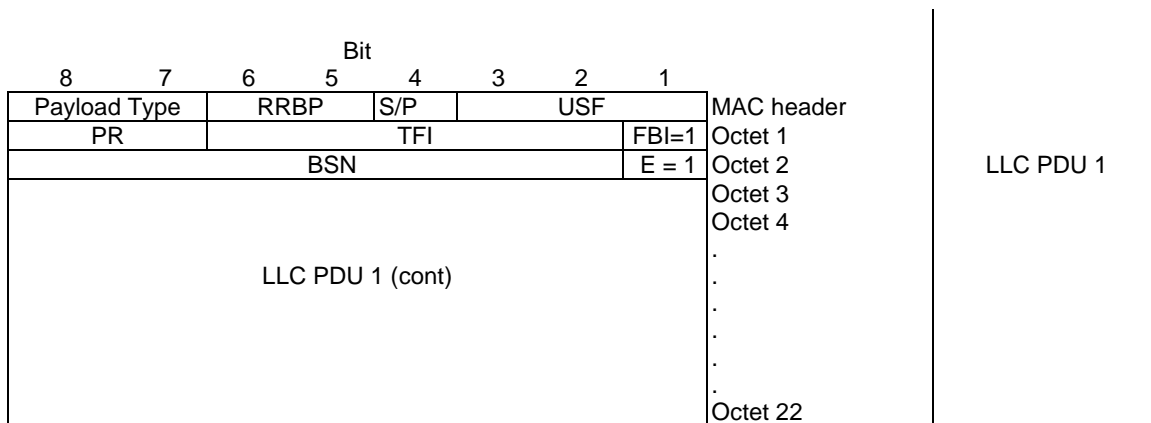 Bit
8 7 6 5 4 3 2 1
Payload Type RRBP S/P USF MAC header
PR TFI FBI=1 Octet 1
BSN E = 1 Octet 2 LLC PDU 1
Octet 3
Octet 4
.
LLC PDU 1 (cont) .
.
.
.
.
Octet 22